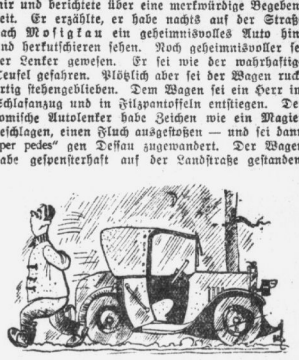 mir und berichtete über eine merkwürdige Begeben
eit. Er erzählte, er habe nachts auf der Straß
ach Mosigkau ein geheimnisvolles Auto hin
und herkutschieren sehen. Noch geheimnisvoller se
er Lenker gewesen. Er sei wie der wahrhaftig
Teufel gefahren. Plötzlich aber sei der Wagen ruck
artig stehengeblieben. Dem Wagen sei ein Herr in
Schlafanzug und in Filzpantoffeln entstiegen. De
komische Autolenker habe Zeichen wie ein Magie
geschlagen, einen Fluch ausgestoßen — und sei dann
"per pedes" gen Dessau zugewandert. Der Wagen
habe gespensterhaft auf der Landstraße gestanden